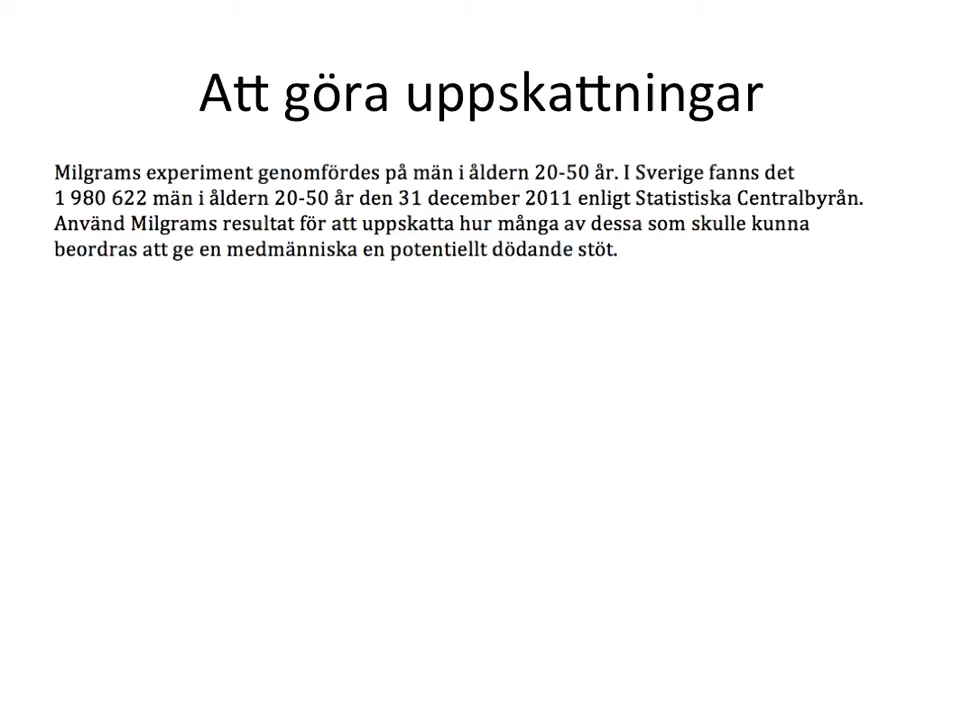 Att göra uppskattningar
Milgrams experiment genomfördes på män i åldern 20-50 år. I Sverige fanns det
1 980 622 män i åldern 20-50 år den 31 december 2011 enligt Statistiska Centralbyrån.
Använd Milgrams resultat för att uppskatta hur många av dessa som skulle kunna
beordras att ge en medmänniska en potentiellt dödande stöt.